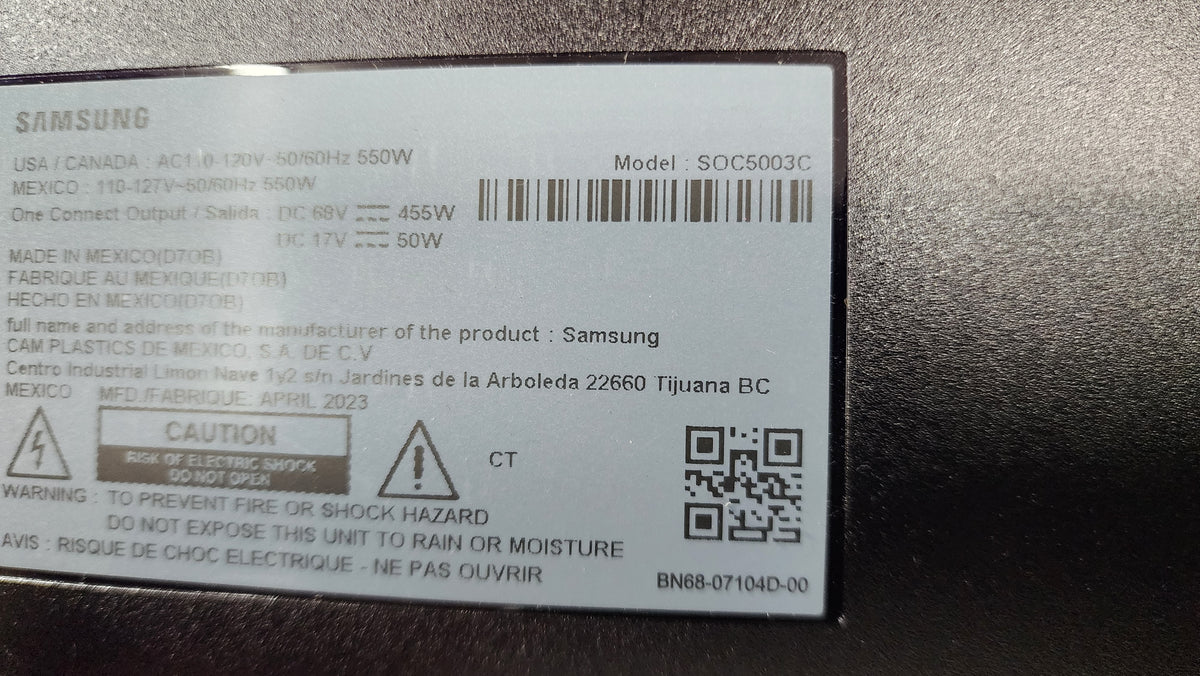 SAMSUNG
USA / CANADA : AC110-120V~50/60Hz 550W
MEXICO : 110-127V~50/60Hz 550W
One Connect Output / Salida : DC 68V 455W
DC 17V 50W
Model : SOC5003C
MADE IN MEXICO(D7OB)
FABRIQUE AU MEXIQUE(D7OB)
HECHO EN MEXICO(D7OB)
full name and address of the manufacturer of the product : Samsung
CAM PLASTICS DE MEXICO, S.A. DE C.V
Centro Industrial Limon Nave 1y2 s/n Jardines de la Arboleda 22660 Tijuana BC
MEXICO MFD./FABRIQUE: APRIL 2023
CAUTION
RISK OF ELECTRIC SHOCK
DO NOT OPEN
CT
WARNING : TO PREVENT FIRE OR SHOCK HAZARD
DO NOT EXPOSE THIS UNIT TO RAIN OR MOISTURE
AVIS : RISQUE DE CHOC ELECTRIQUE - NE PAS OUVRIR
BN68-07104D-00